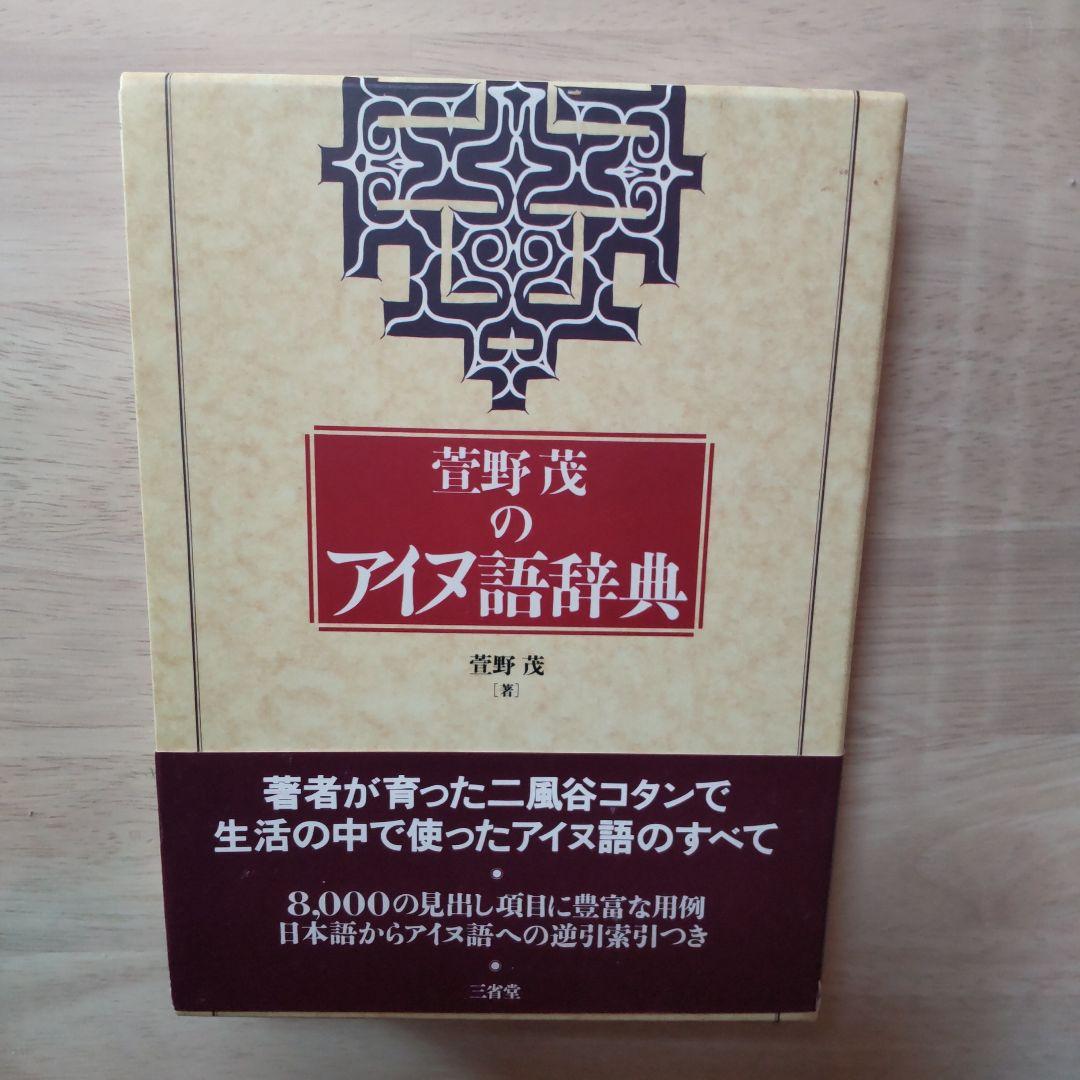 萱野 茂
の
アイヌ語辞典
萱野 茂
[著]
著者が育った二風谷コタンで
生活の中で使ったアイヌ語のすべて
•
8,000の見出し項目に豊富な用例
日本語からアイヌ語への逆引索引つき
•
三省堂